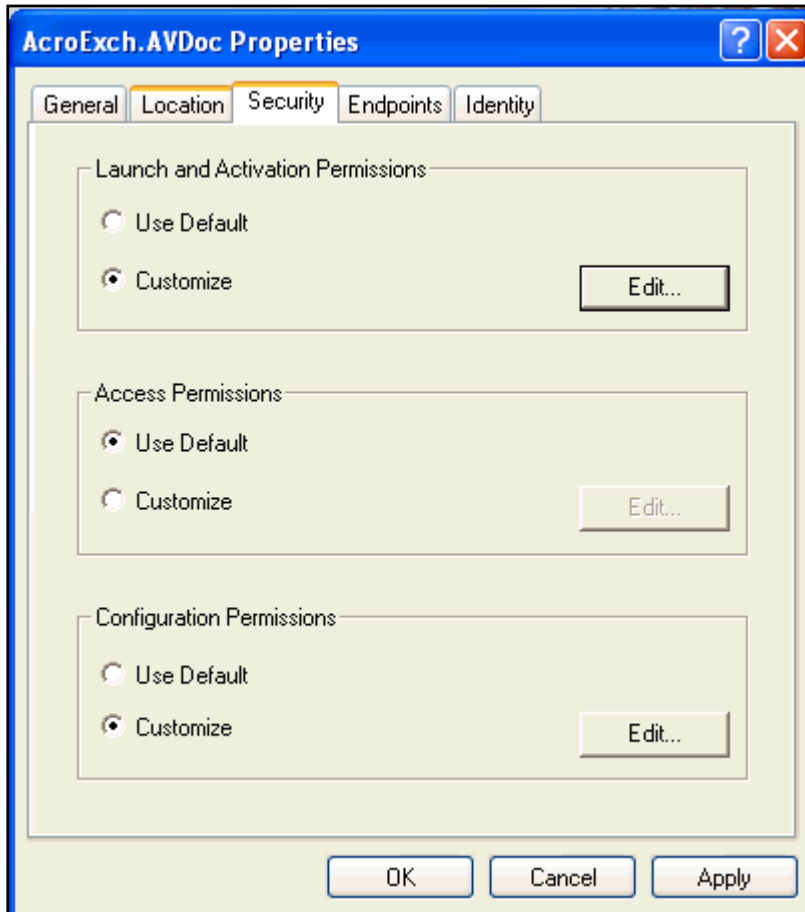 AcroExch.AVDoc Properties
General Location Security Endpoints Identity
Launch and Activation Permissions
Use Default
Customize
Edit...
Access Permissions
Use Default
Customize
Edit...
Configuration Permissions
Use Default
Customize
Edit...
OK Cancel Apply